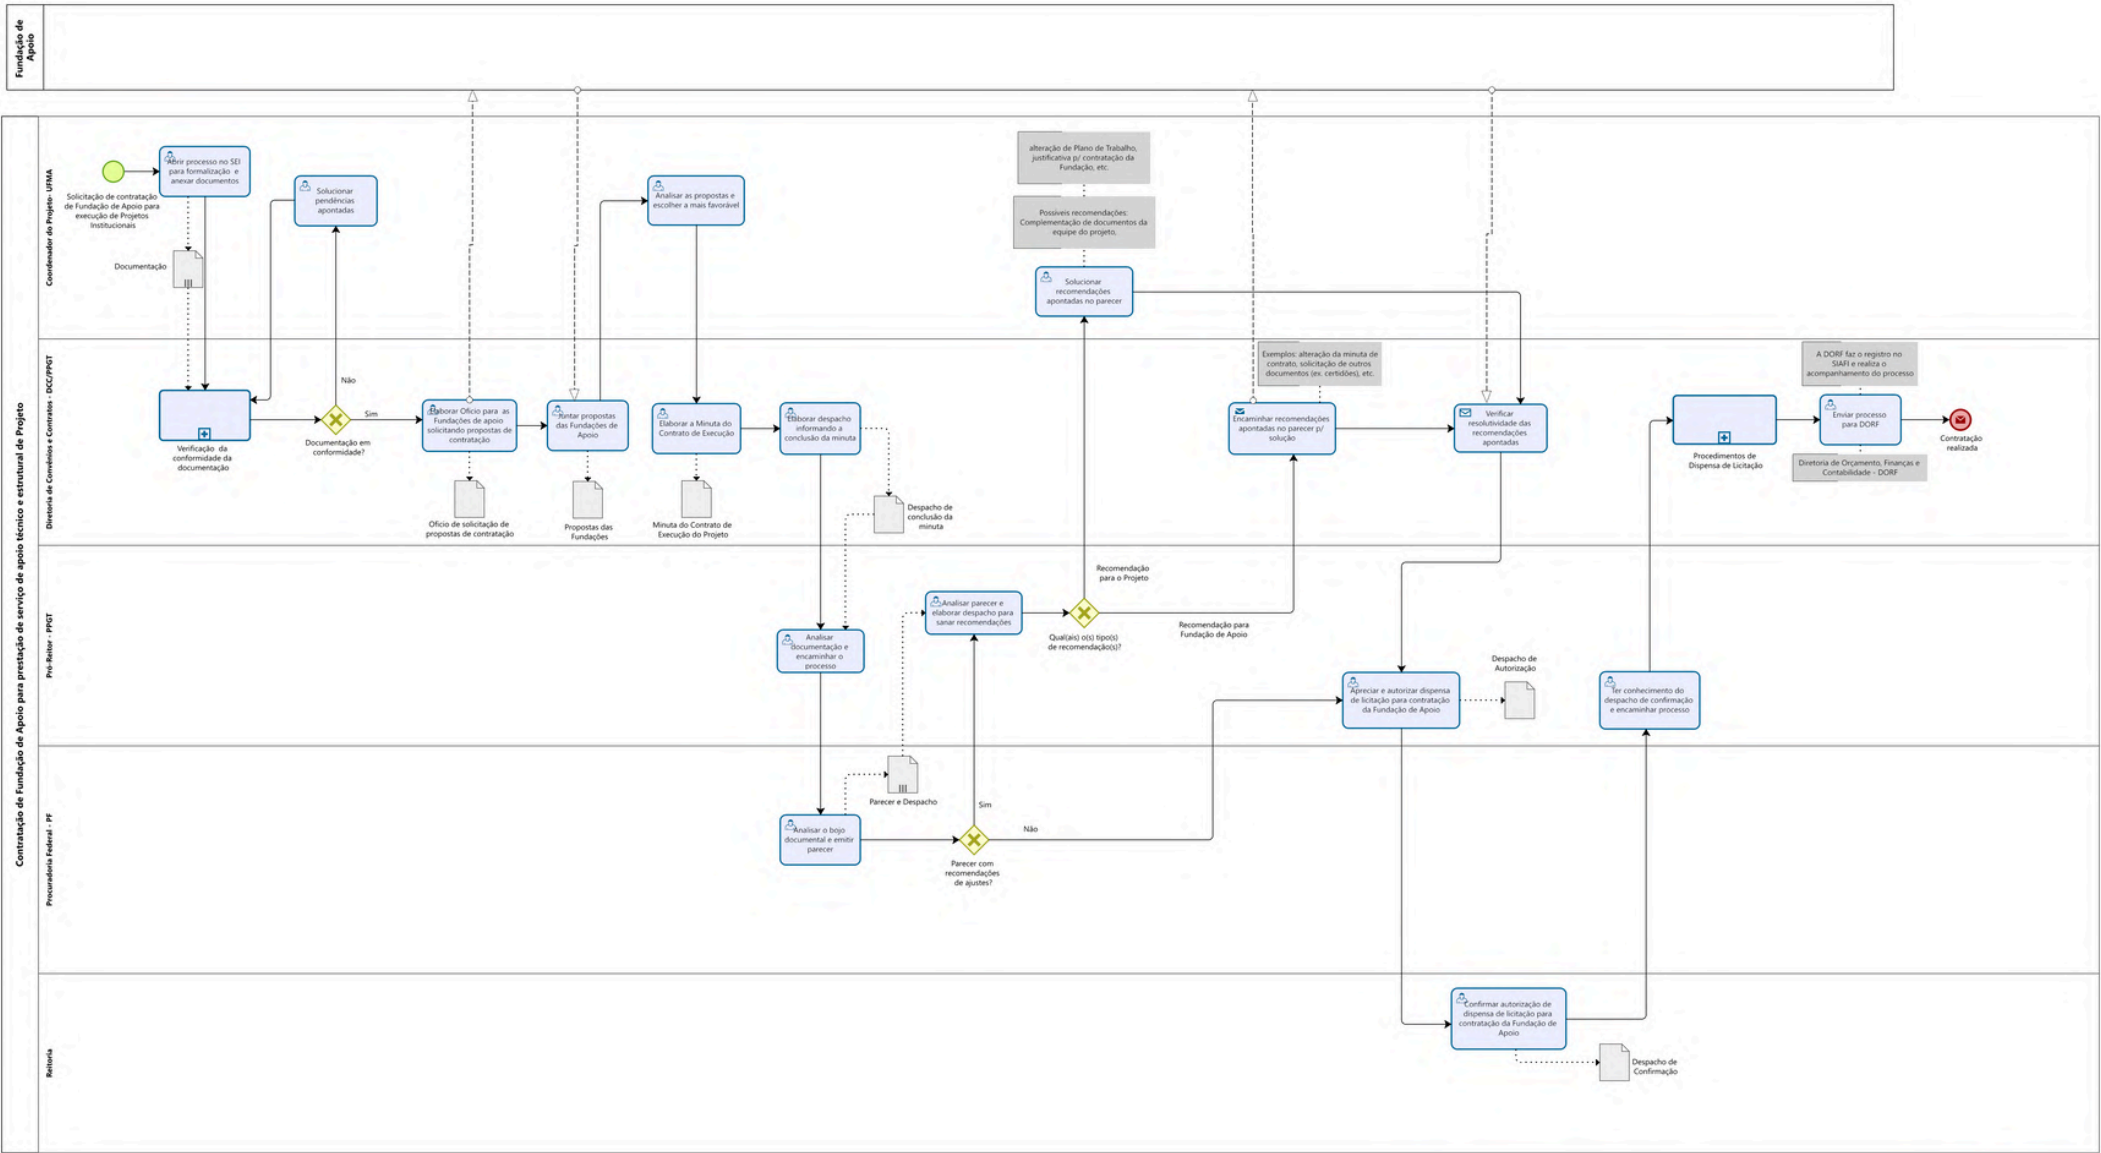 Fundação de
Apoio
Contratação de Fundação de Apoio para prestação de serviço de apoio técnico e estrutural de Projeto
Coordenador do Projeto- UFMA
Solicitação de contratação
de Fundação de Apoio para
execução de Projetos
Institucionais
Abrir processo no SEI
para formalização e
anexar documentos
Documentação
Solucionar
pendências
apontadas
Analisar as propostas e
escolher a mais favorável
alteração de Plano de Trabalho,
justificativa p/ contratação da
Fundação, etc.
Possíveis recomendações:
Complementação de documentos da
equipe do projeto,
Solucionar
recomendações
apontadas no parecer
Diretoria de Convênios e Contratos - DCC/PPGT
Verificação da
conformidade da
documentação
Não
Sim
Documentação em
conformidade?
Elaborar Ofício para as
Fundações de apoio
solicitando propostas de
contratação
Ofício de solicitação de
propostas de contratação
Juntar propostas
das Fundações de
Apoio
Propostas das
Fundações
Elaborar a Minuta do
Contrato de Execução
Minuta do Contrato de
Execução do Projeto
Elaborar despacho
informando a
conclusão da minuta
Despacho de
conclusão da
minuta
Exemplos: alteração da minuta de
contrato, solicitação de outros
documentos (ex. certidões), etc.
Encaminhar recomendações
apontadas no parecer p/
solução
Verificar
resolutividade das
recomendações
apontadas
Procedimentos de
Dispensa de Licitação
A DORF faz o registro no
SIAFI e realiza o
acompanhamento do processo
Enviar processo
para DORF
Diretoria de Orçamento, Finanças e
Contabilidade - DORF
Contratação
realizada
Pró-Reitor - PPGT
Analisar
documentação e
encaminhar o
processo
Analisar parecer e
elaborar despacho para
sanar recomendações
Recomendação
para o Projeto
Qual(ais) o(s) tipo(s)
de recomendação(s)?
Recomendação para
Fundação de Apoio
Apreciar e autorizar dispensa
de licitação para contratação
da Fundação de Apoio
Despacho de
Autorização
Ter conhecimento do
despacho de confirmação
e encaminhar processo
Procuradoria Federal - PF
Analisar o bojo
documental e emitir
parecer
Parecer e Despacho
Sim
Não
Parecer com
recomendações
de ajustes?
Reitoria
Confirmar autorização de
dispensa de licitação para
contratação da Fundação de
Apoio
Despacho de
Confirmação